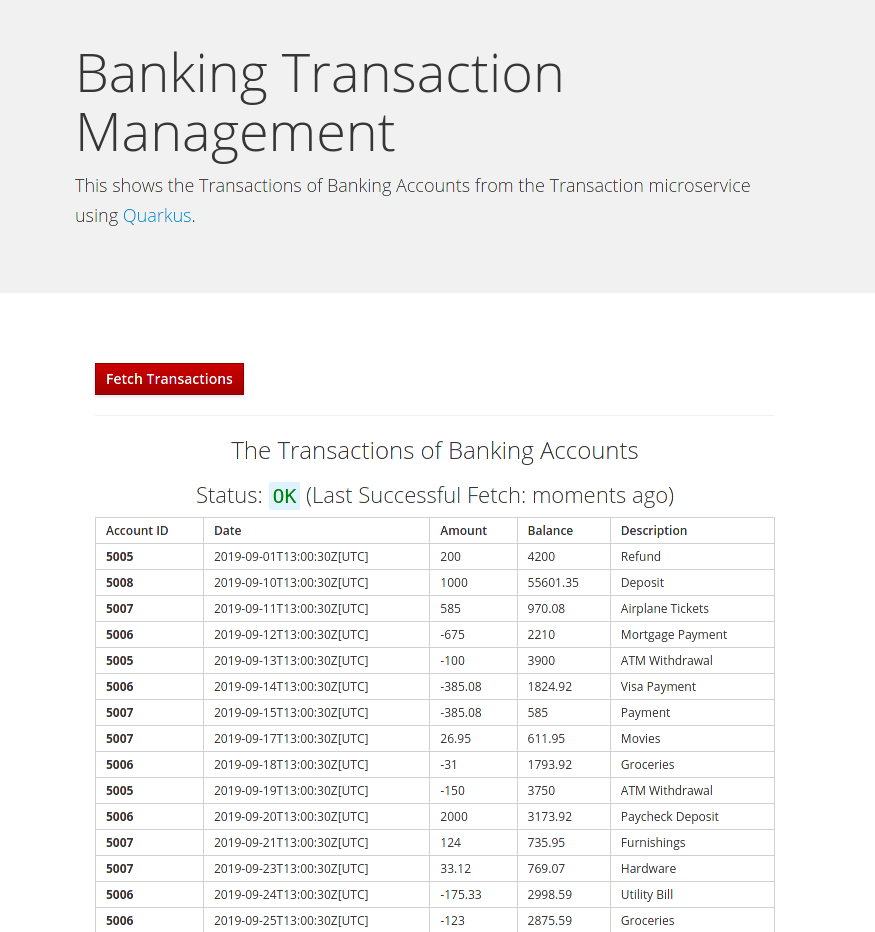 Banking Transaction
Management
This shows the Transactions of Banking Accounts from the Transaction microservice
using Quarkus.
Fetch Transactions
The Transactions of Banking Accounts
Status: OK (Last Successful Fetch: moments ago)
Account ID Date Amount Balance Description
5005 2019-09-01T13:00:30Z[UTC] 200 4200 Refund
5008 2019-09-10T13:00:30Z[UTC] 1000 55601.35 Deposit
5007 2019-09-11T13:00:30Z[UTC] 585 970.08 Airplane Tickets
5006 2019-09-12T13:00:30Z[UTC] -675 2210 Mortgage Payment
5005 2019-09-13T13:00:30Z[UTC] -100 3900 ATM Withdrawal
5006 2019-09-14T13:00:30Z[UTC] -385.08 1824.92 Visa Payment
5007 2019-09-15T13:00:30Z[UTC] -385.08 585 Payment
5007 2019-09-17T13:00:30Z[UTC] 26.95 611.95 Movies
5006 2019-09-18T13:00:30Z[UTC] -31 1793.92 Groceries
5005 2019-09-19T13:00:30Z[UTC] -150 3750 ATM Withdrawal
5006 2019-09-20T13:00:30Z[UTC] 2000 3173.92 Paycheck Deposit
5007 2019-09-21T13:00:30Z[UTC] 124 735.95 Furnishings
5007 2019-09-23T13:00:30Z[UTC] 33.12 769.07 Hardware
5006 2019-09-24T13:00:30Z[UTC] -175.33 2998.59 Utility Bill
5006 2019-09-25T13:00:30Z[UTC] -123 2875.59 Groceries